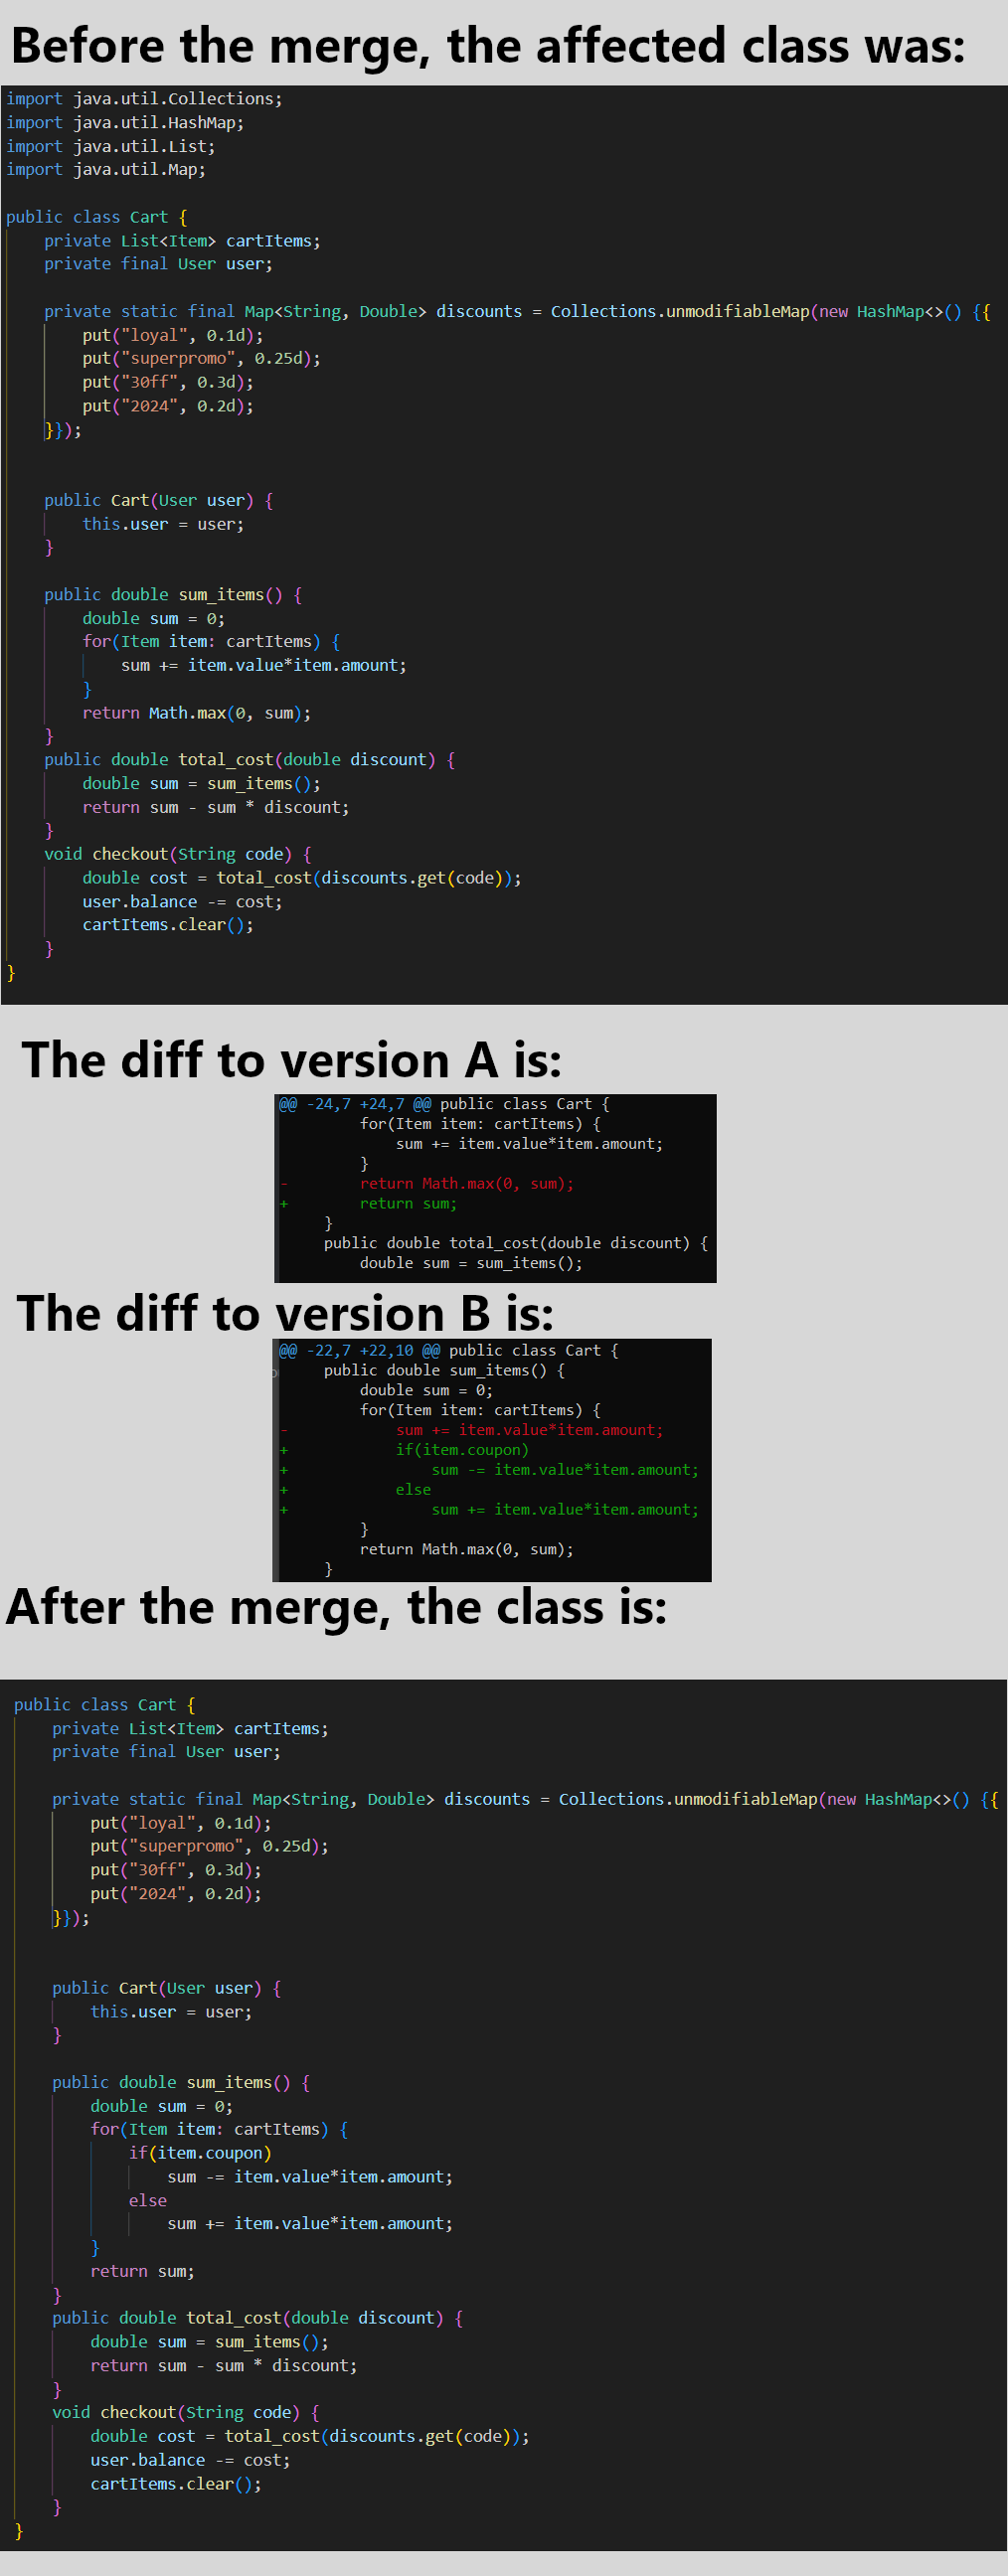 Before the merge, the affected class was:
import java.util.Collections;
import java.util.HashMap;
import java.util.List;
import java.util.Map;
public class Cart {
    private List<Item> cartItems;
    private final User user;
    private static final Map<String, Double> discounts = Collections.unmodifiableMap(new HashMap<>() {{
        put("loyal", 0.1d);
        put("superpromo", 0.25d);
        put("30ff", 0.3d);
        put("2024", 0.2d);
    }});
    public Cart(User user) {
        this.user = user;
    }
    public double sum_items() {
        double sum = 0;
        for(Item item: cartItems) {
            sum += item.value*item.amount;
        }
        return Math.max(0, sum);
    }
    public double total_cost(double discount) {
        double sum = sum_items();
        return sum - sum * discount;
    }
    void checkout(String code) {
        double cost = total_cost(discounts.get(code));
        user.balance -= cost;
        cartItems.clear();
    }
}
The diff to version A is:
@@ -24,7 +24,7 @@ public class Cart {
         for(Item item: cartItems) {
             sum += item.value*item.amount;
         }
-        return Math.max(0, sum);
+        return sum;
     }
     public double total_cost(double discount) {
         double sum = sum_items();
The diff to version B is:
@@ -22,7 +22,10 @@ public class Cart {
     public double sum_items() {
         double sum = 0;
         for(Item item: cartItems) {
-            sum += item.value*item.amount;
+            if(item.coupon)
+                sum -= item.value*item.amount;
+            else
+                sum += item.value*item.amount;
         }
         return Math.max(0, sum);
     }
After the merge, the class is:
public class Cart {
    private List<Item> cartItems;
    private final User user;
    private static final Map<String, Double> discounts = Collections.unmodifiableMap(new HashMap<>() {{
        put("loyal", 0.1d);
        put("superpromo", 0.25d);
        put("30ff", 0.3d);
        put("2024", 0.2d);
    }});
    public Cart(User user) {
        this.user = user;
    }
    public double sum_items() {
        double sum = 0;
        for(Item item: cartItems) {
            if(item.coupon)
                sum -= item.value*item.amount;
            else
                sum += item.value*item.amount;
        }
        return sum;
    }
    public double total_cost(double discount) {
        double sum = sum_items();
        return sum - sum * discount;
    }
    void checkout(String code) {
        double cost = total_cost(discounts.get(code));
        user.balance -= cost;
        cartItems.clear();
    }
}